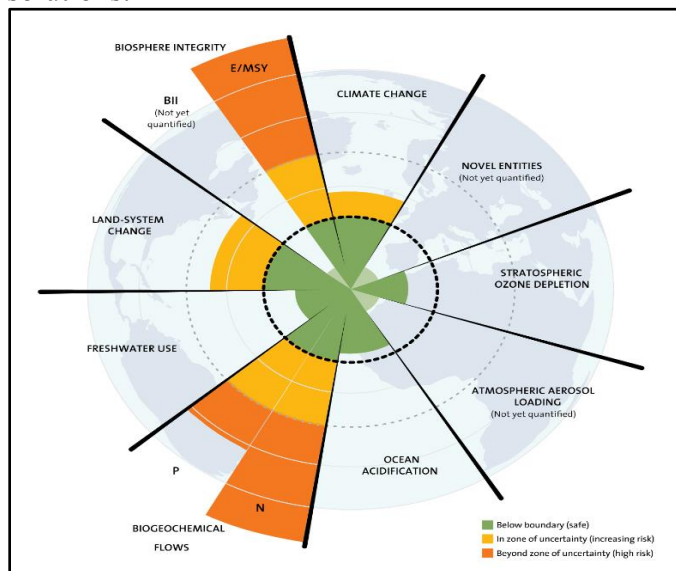 BIOSPHERE INTEGRITY
E/MSY
BII
(Not yet
quantified)
CLIMATE CHANGE
NOVEL ENTITIES
(Not yet quantified)
LAND-SYSTEM
CHANGE
STRATOSPHERIC
OZONE DEPLETION
FRESHWATER USE
ATMOSPHERIC AEROSOL
LOADING
(Not yet quantified)
OCEAN
ACIDIFICATION
P
N
BIOGEOCHEMICAL
FLOWS
Below boundary (safe)
In zone of uncertainty (increasing risk)
Beyond zone of uncertainty (high risk)